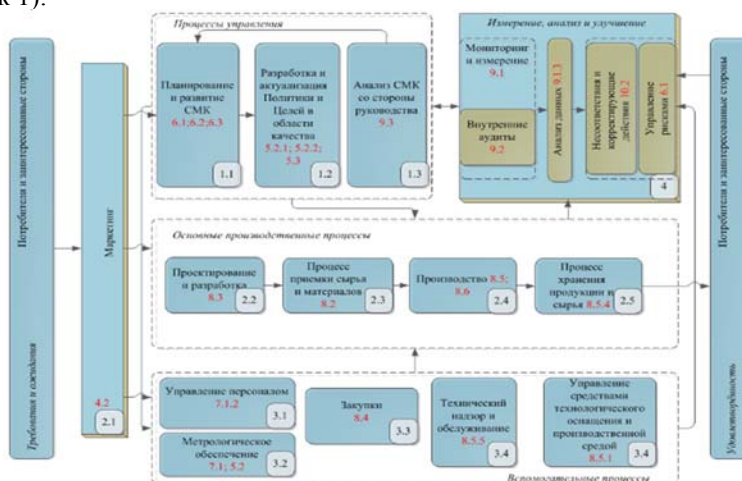 1).
Процессы управления
Планирование
и развитие
СМК
6.1;6.2;6.3
1.1
Разработка и
актуализация
Политики и
Целей в
области
качества
5.2.1; 5.2.2;
5.3
1.2
Анализ СМК
со стороны
руководства
9.3
1.3
Измерение, анализ и улучшение
Мониторинг
и измерение
9.1
Внутренние
аудиты
9.2
Анализ данных 9.1.3
Несоответствия и
корректирующие
действия 10.2
Управление
рисками 6.1
4
Потребители и заинтересованные стороны
Требования и ожидания
Маркетинг
4.2
2.1
Основные производственные процессы
Проектирование
и разработка
8.3
2.2
Процесс
приемки сырья
и материалов
8.2
2.3
Производство 8.5;
8.6
2.4
Процесс
хранения
продукции и
сырья 8.5.4
2.5
Управление персоналом
7.1.2
3.1
Метрологическое
обеспечение
7.1; 5.2
3.2
Закупки
8.4
3.3
Технический
надзор и
обслуживание
8.5.5
3.4
Управление
средствами
технологического
оснащения и
производственной
средой
8.5.1
3.4
Вспомогательные процессы
Потребители и заинтересованные стороны
Удовлетворённость